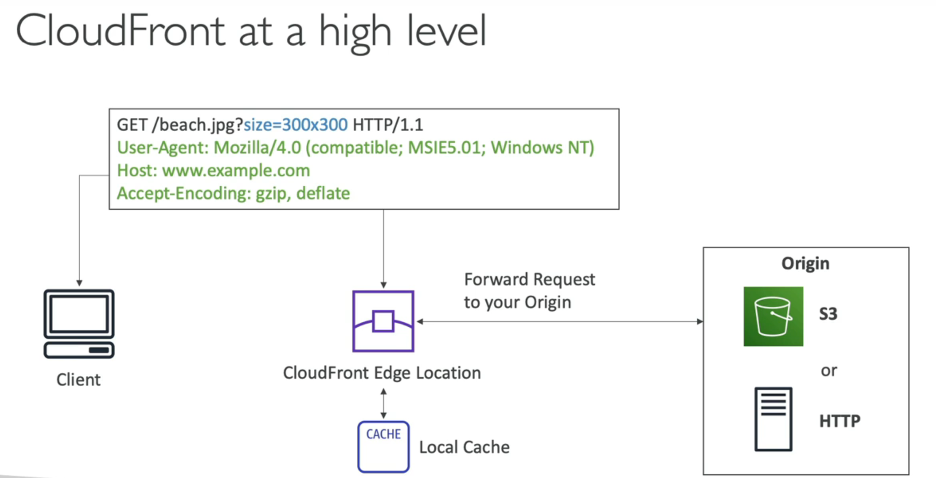 CloudFront at a high level
GET /beach.jpg?size=300x300 HTTP/1.1
User-Agent: Mozilla/4.0 (compatible; MSIE5.01; Windows NT)
Host: www.example.com
Accept-Encoding: gzip, deflate
Client
CloudFront Edge Location
Forward Request
to your Origin
CACHE
Local Cache
Origin
S3
or
HTTP